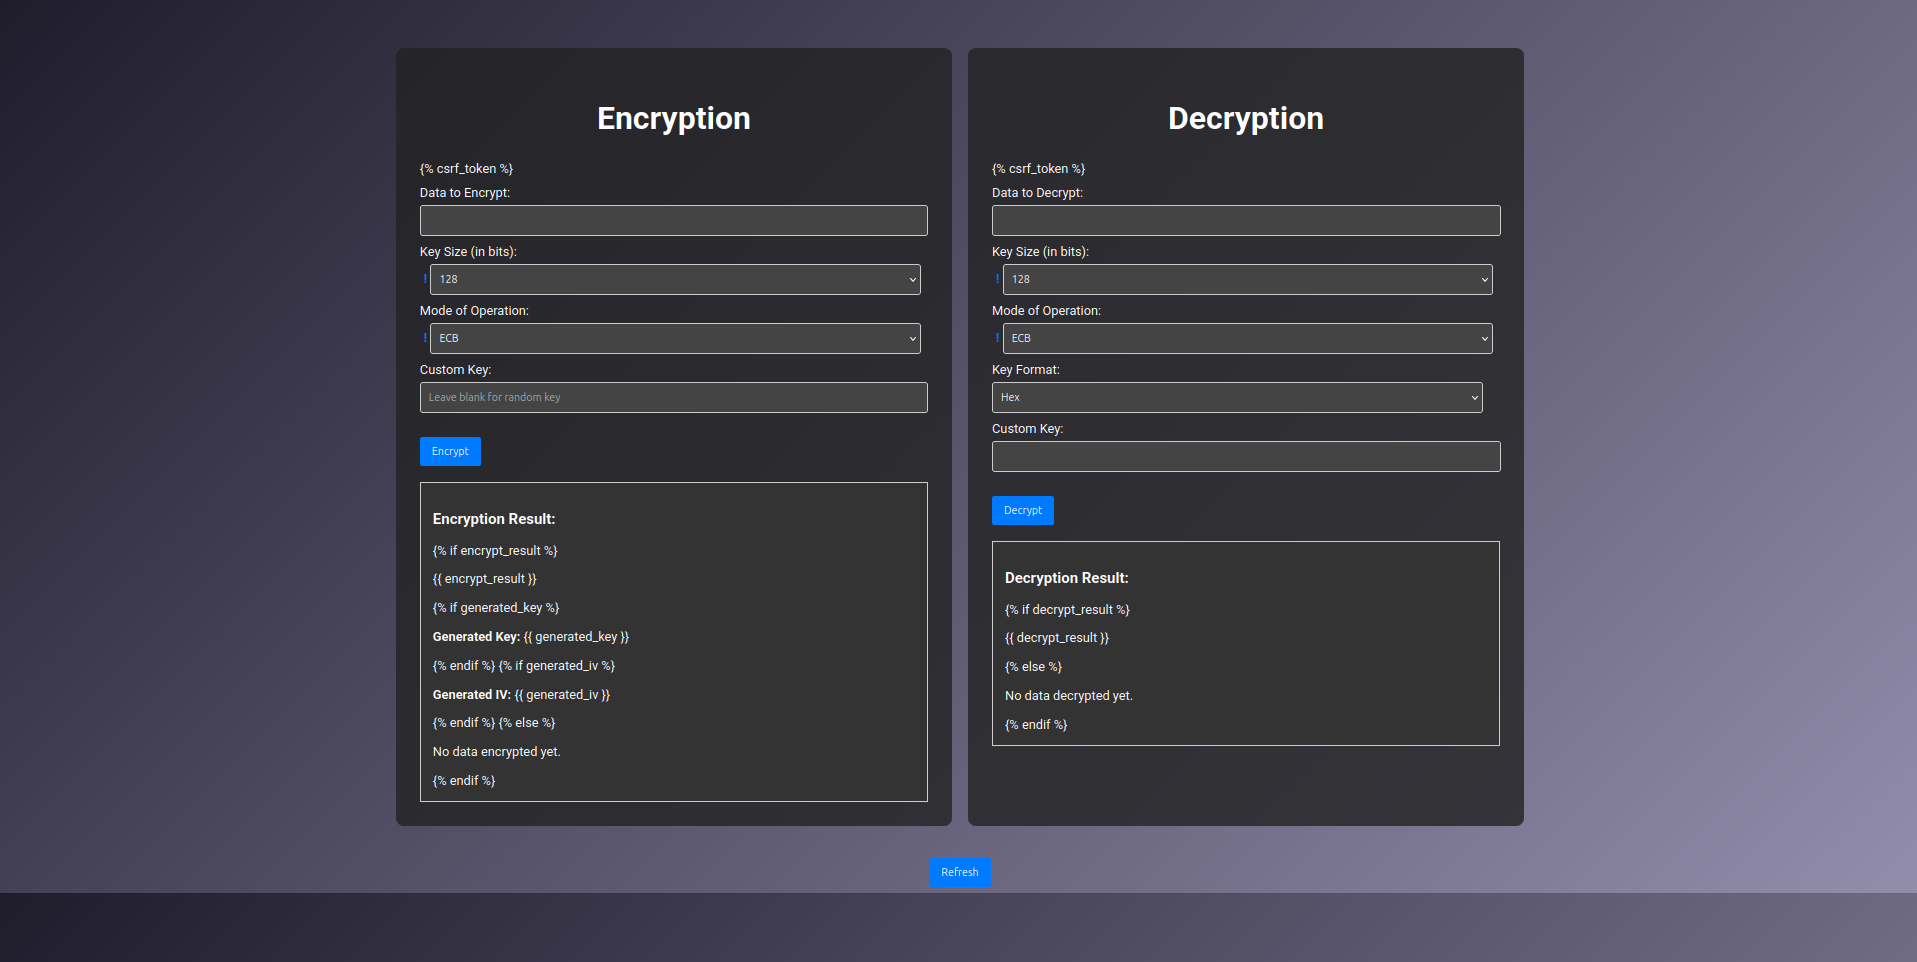 Encryption
{% csrf_token %}
Data to Encrypt:
Key Size (in bits):
! 128
Mode of Operation:
! ECB
Custom Key:
Leave blank for random key
Encrypt
Encryption Result:
{% if encrypt_result %}
{{ encrypt_result }}
{% if generated_key %}
Generated Key: {{ generated_key }}
{% endif %} {% if generated_iv %}
Generated IV: {{ generated_iv }}
{% endif %} {% else %}
No data encrypted yet.
{% endif %}
Decryption
{% csrf_token %}
Data to Decrypt:
Key Size (in bits):
! 128
Mode of Operation:
! ECB
Key Format:
Hex
Custom Key:
Decrypt
Decryption Result:
{% if decrypt_result %}
{{ decrypt_result }}
{% else %}
No data decrypted yet.
{% endif %}
Refresh